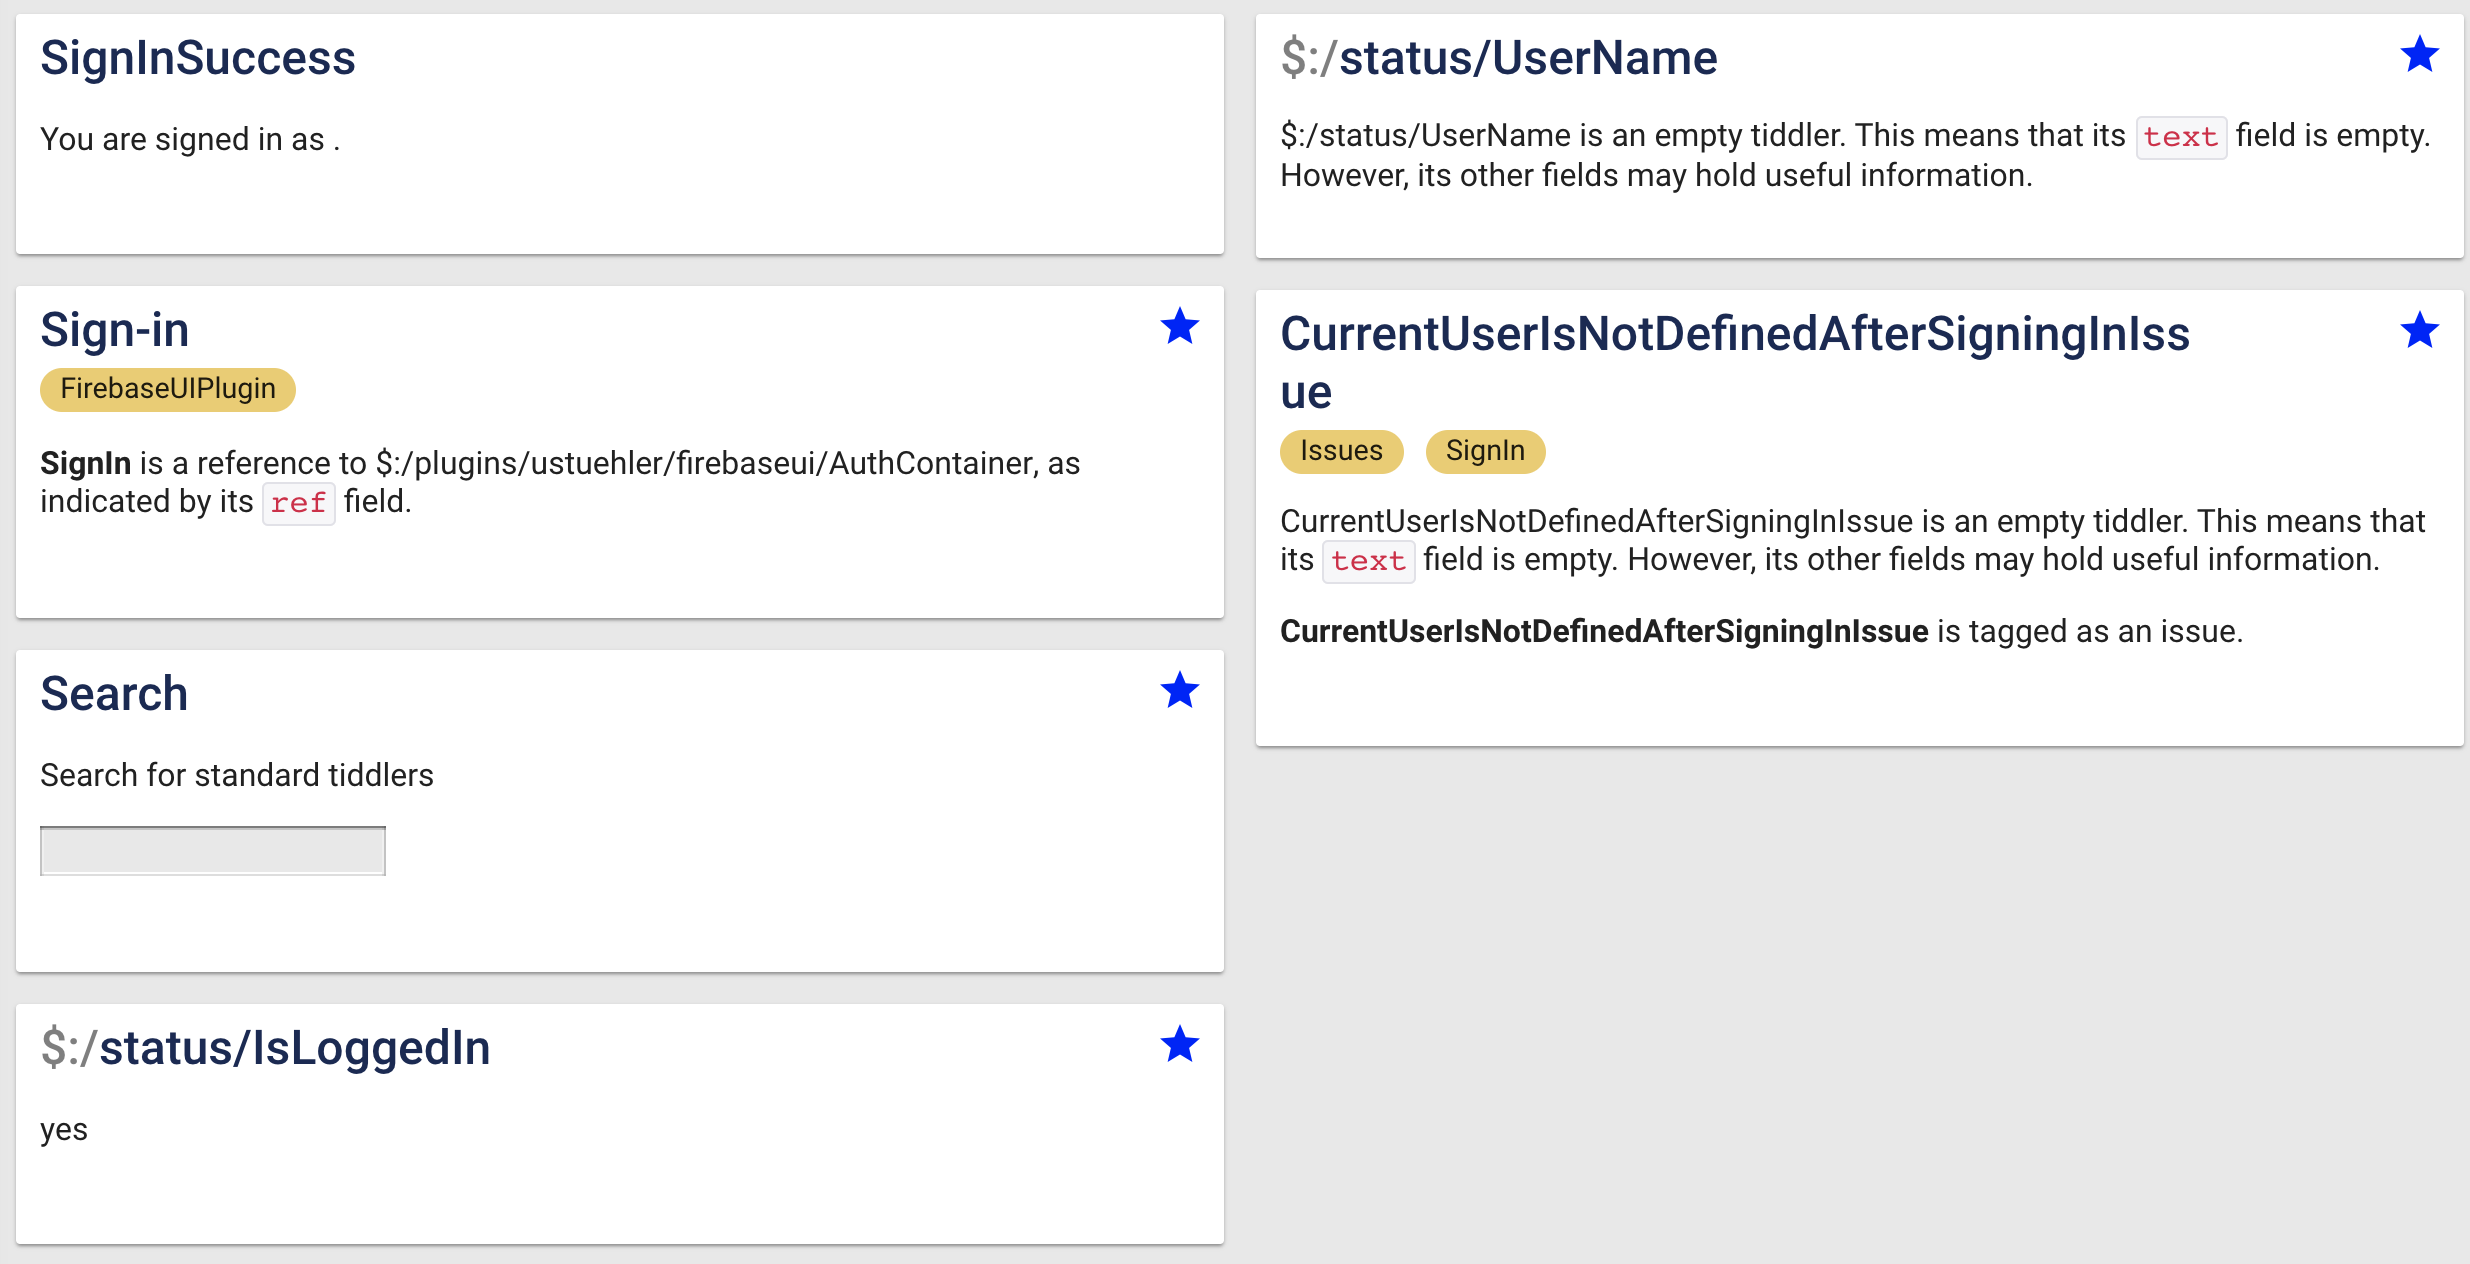 SignInSuccess
You are signed in as .
Sign-in
FirebaseUIPlugin
SignIn is a reference to $:/plugins/ustuehler/firebaseui/AuthContainer, as
indicated by its ref field.
Search
Search for standard tiddlers
$:/status/IsLoggedIn
yes
$:/status/UserName
$:/status/UserName is an empty tiddler. This means that its text field is empty.
However, its other fields may hold useful information.
CurrentUserIsNotDefinedAfterSigningInIss
ue
Issues SignIn
CurrentUserIsNotDefinedAfterSigningInIssue is an empty tiddler. This means that
its text field is empty. However, its other fields may hold useful information.
CurrentUserIsNotDefinedAfterSigningInIssue is tagged as an issue.